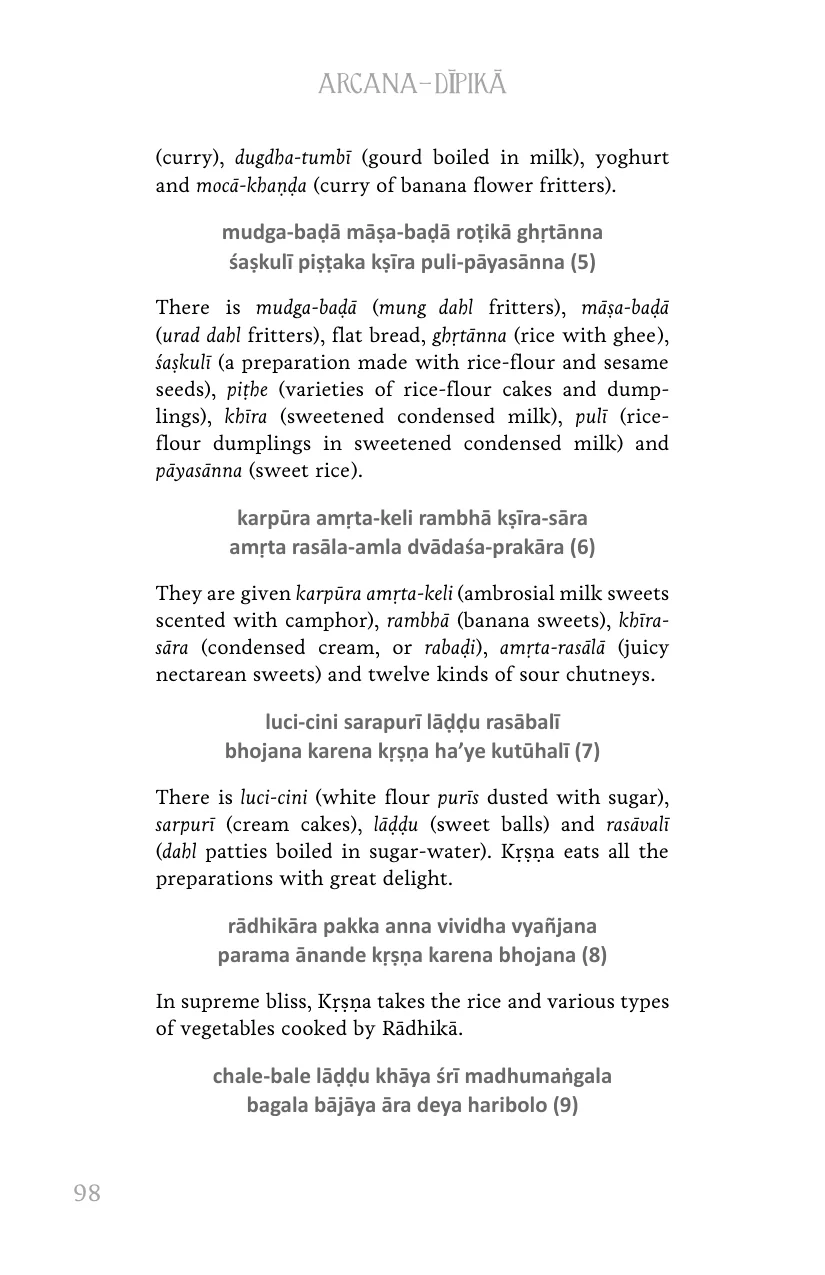 ARCANA–DĪPIKĀ
(curry), dugdha-tumbī (gourd boiled in milk), yoghurt
and mocā-khaṇḍa (curry of banana flower fritters).
mudga-baḍā māṣa-baḍā roṭikā ghṛtānna
śaṣkulī piṣṭaka kṣīra puli-pāyasānna (5)
There is mudga-baḍā (mung dahl fritters), māṣa-baḍā
(urad dahl fritters), flat bread, ghṛtānna (rice with ghee),
śaṣkulī (a preparation made with rice-flour and sesame
seeds), piṭhe (varieties of rice-flour cakes and dump-
lings), khīra (sweetened condensed milk), pulī (rice-
flour dumplings in sweetened condensed milk) and
pāyasānna (sweet rice).
karpūra amṛta-keli rambhā kṣīra-sāra
amṛta rasāla-amla dvādaśa-prakāra (6)
They are given karpūra amṛta-keli (ambrosial milk sweets
scented with camphor), rambhā (banana sweets), khīra-
sāra (condensed cream, or rabaḍi), amṛta-rasālā (juicy
nectarean sweets) and twelve kinds of sour chutneys.
luci-cini sarapurī lāḍḍu rasābalī
bhojana karena kṛṣṇa ha’ye kutūhalī (7)
There is luci-cini (white flour purīs dusted with sugar),
sarpurī (cream cakes), lāḍḍu (sweet balls) and rasāvalī
(dahl patties boiled in sugar-water). Kṛṣṇa eats all the
preparations with great delight.
rādhikāra pakka anna vividha vyañjana
parama ānande kṛṣṇa karena bhojana (8)
In supreme bliss, Kṛṣṇa takes the rice and various types
of vegetables cooked by Rādhikā.
chale-bale lāḍḍu khāya śrī madhumaṅgala
bagala bājāya āra deya haribolo (9)
98